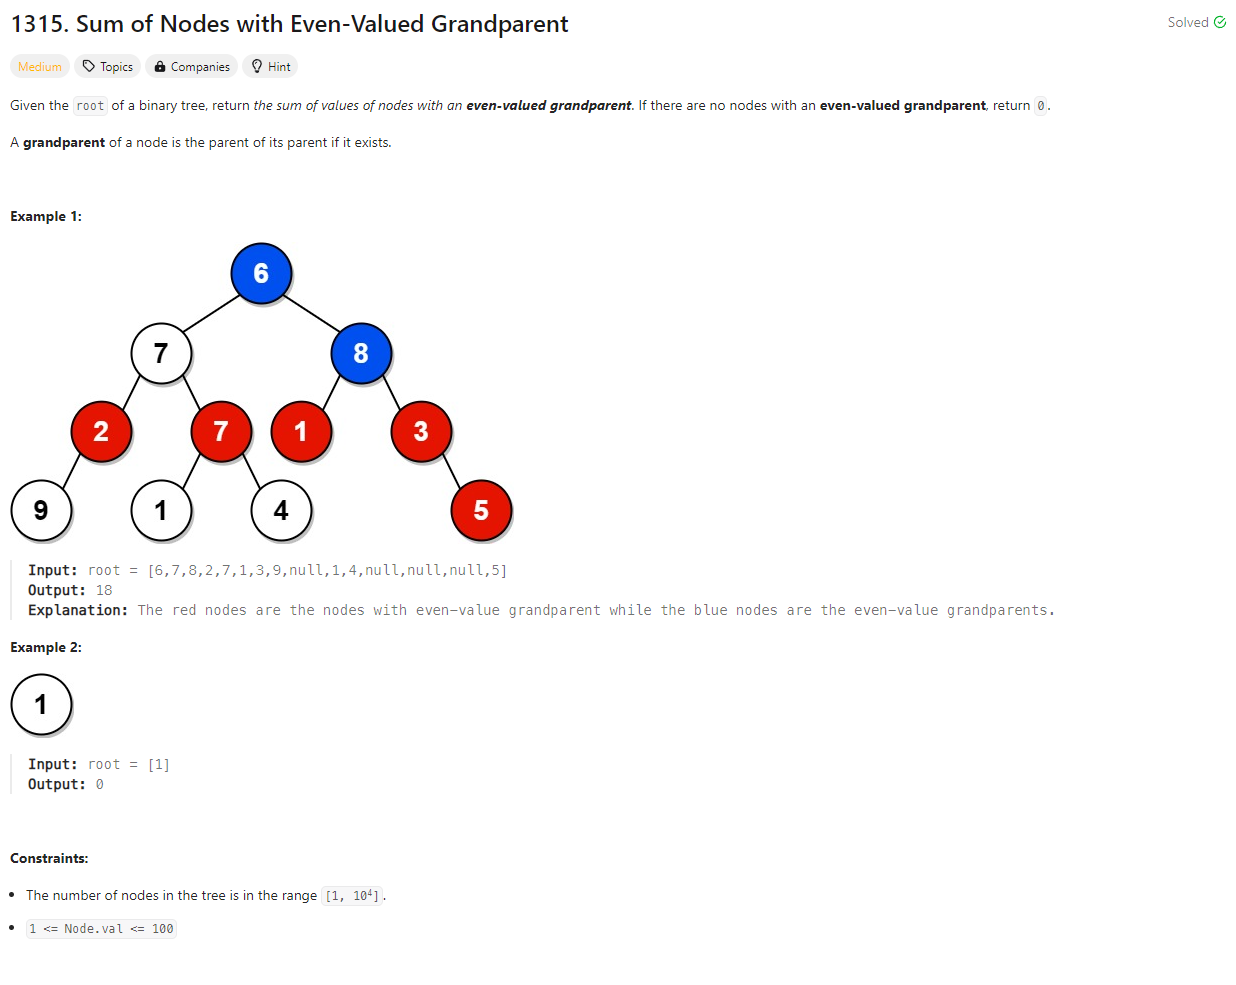 1315. Sum of Nodes with Even-Valued Grandparent
Solved
Medium Topics Companies Hint
Given the root of a binary tree, return the sum of values of nodes with an even-valued grandparent. If there are no nodes with an even-valued grandparent, return 0.
A grandparent of a node is the parent of its parent if it exists.
Example 1:
6
7 8
2 7 1 3
9 1 4 5
Input: root = [6,7,8,2,7,1,3,9,null,1,4,null,null,null,5]
Output: 18
Explanation: The red nodes are the nodes with even-value grandparent while the blue nodes are the even-value grandparents.
Example 2:
1
Input: root = [1]
Output: 0
Constraints:
• The number of nodes in the tree is in the range [1, 10⁴].
• 1 <= Node.val <= 100